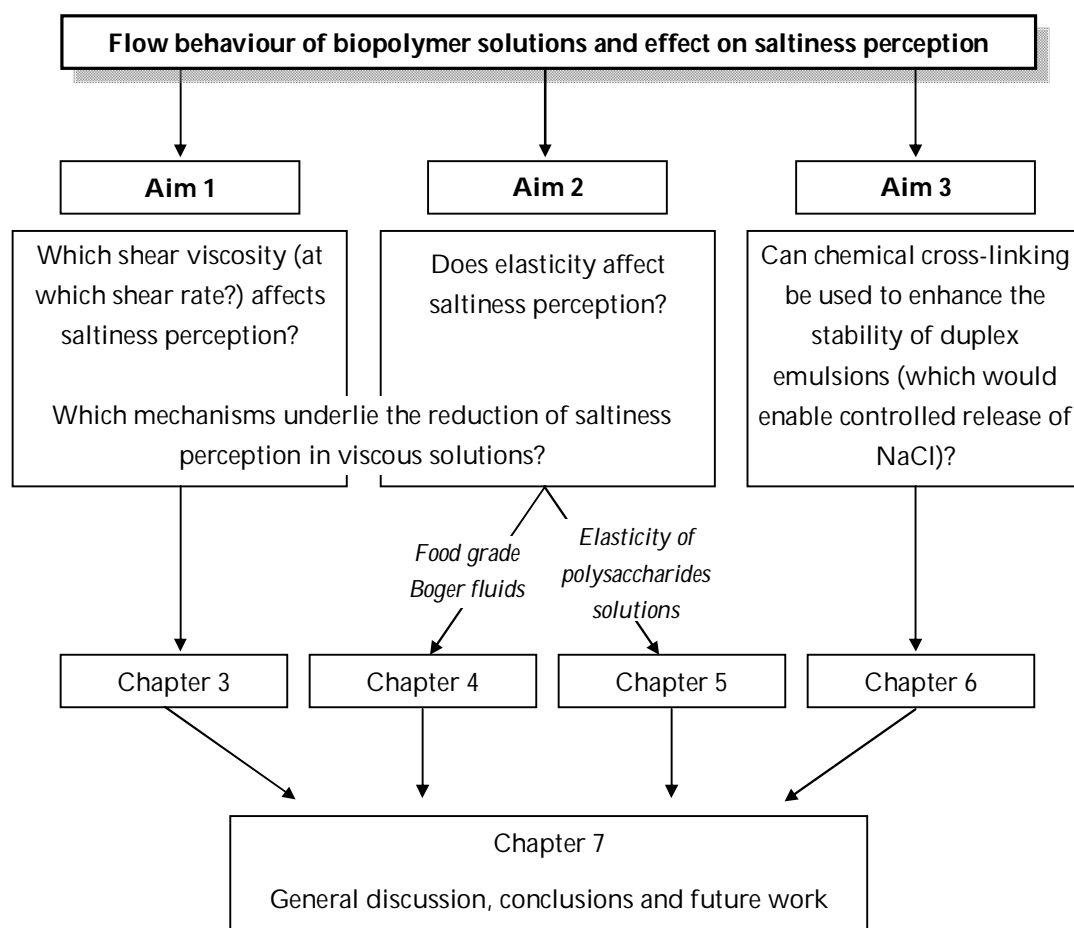 Flow behaviour of biopolymer solutions and effect on saltiness perception
Aim 1
Aim 2
Aim 3
Which shear viscosity (at
which shear rate?) affects
saltiness perception?
Does elasticity affect
saltiness perception?
Which mechanisms underlie the reduction of saltiness
perception in viscous solutions?
Can chemical cross-linking
be used to enhance the
stability of duplex
emulsions (which would
enable controlled release of
NaCl)?
Food grade
Boger fluids
Elasticity of
polysaccharides
solutions
Chapter 3
Chapter 4
Chapter 5
Chapter 6
Chapter 7
General discussion, conclusions and future work